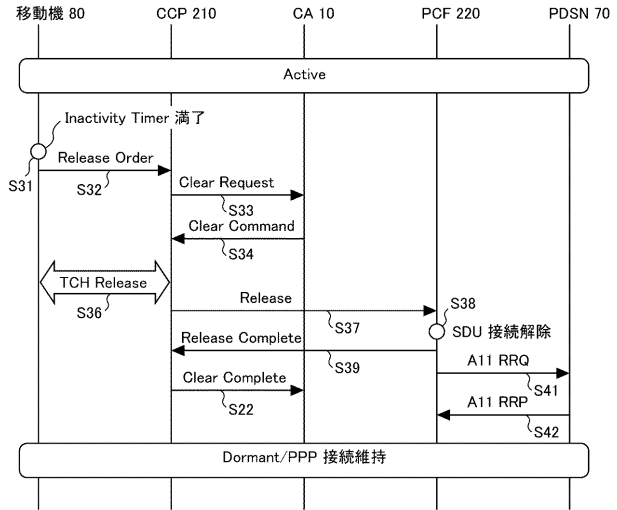 移動機 80 CCP 210 CA 10 PCF 220 PDSN 70
Active
Inactivity Timer 満了
S31
Release Order
S32
Clear Request
S33
Clear Command
S34
TCH Release
S36
Release
S37
S38
SDU 接続解除
Release Complete
S39
A11 RRQ
S41
Clear Complete
S22
A11 RRP
S42
Dormant/PPP 接続維持